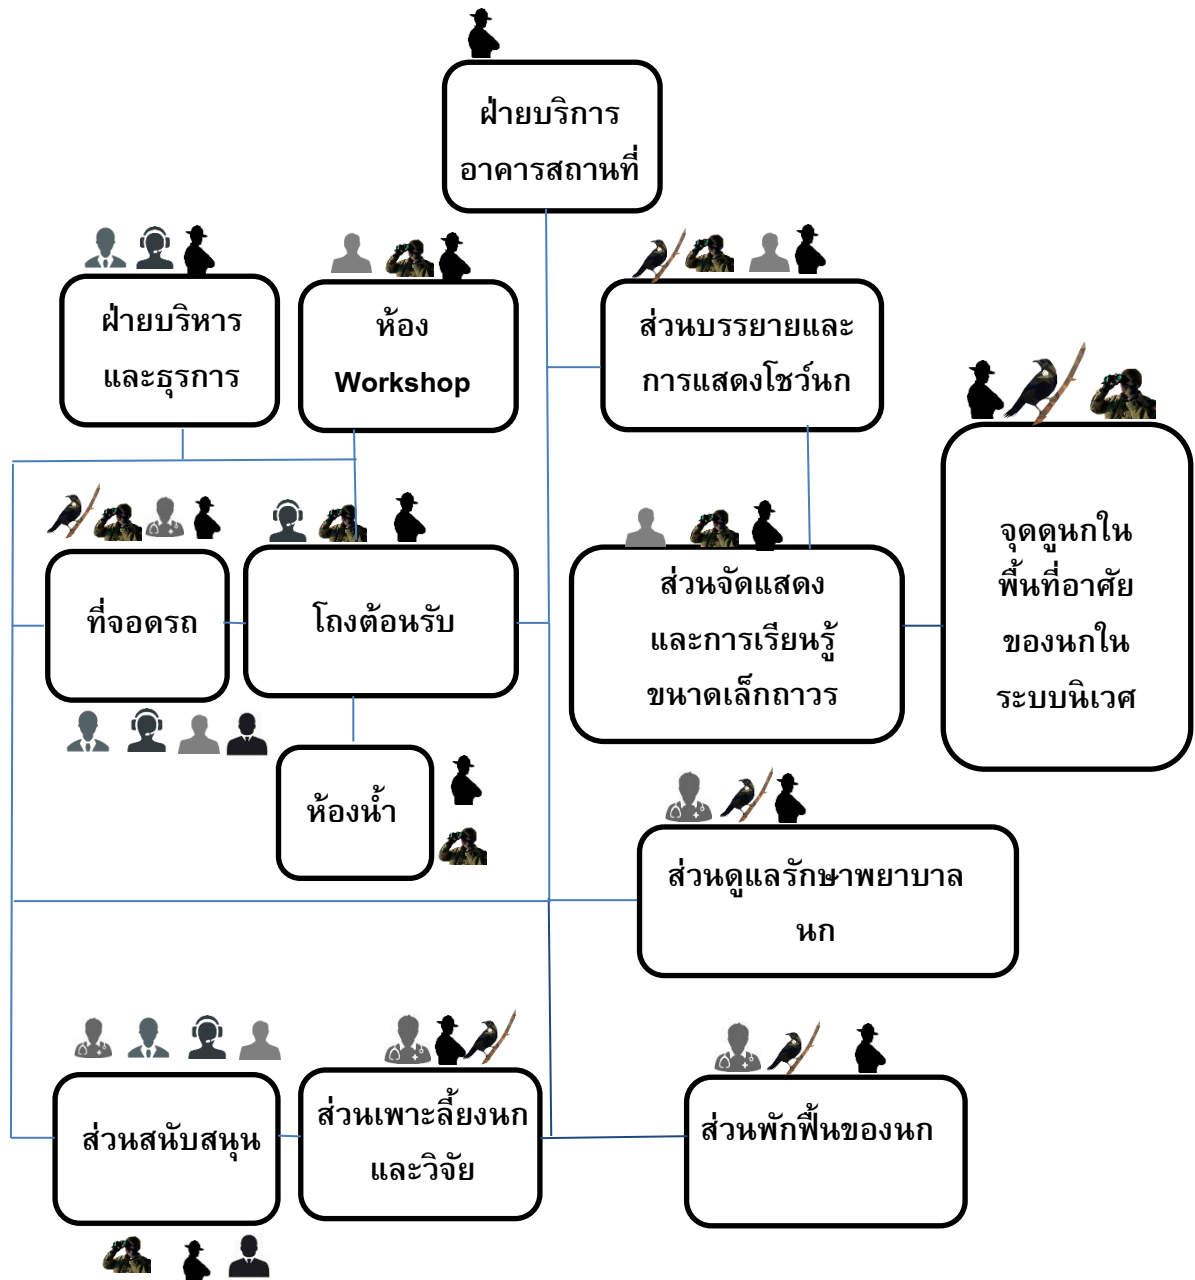 ฝ่ายบริการ
อาคารสถานที่
ฝ่ายบริหาร
และธุรการ
ห้อง
Workshop
ส่วนบรรยายและ
การแสดงโชว์นก
จุดดูนกใน
พื้นที่อาศัย
ของนกใน
ระบบนิเวศ
ที่จอดรถ
โถงต้อนรับ
ส่วนจัดแสดง
และการเรียนรู้
ขนาดเล็กถาวร
ห้องน้ำ
ส่วนดูแลรักษาพยาบาล
นก
ส่วนสนับสนุน
ส่วนเพาะลี้ยงนก
และวิจัย
ส่วนพักฟื้นของนก